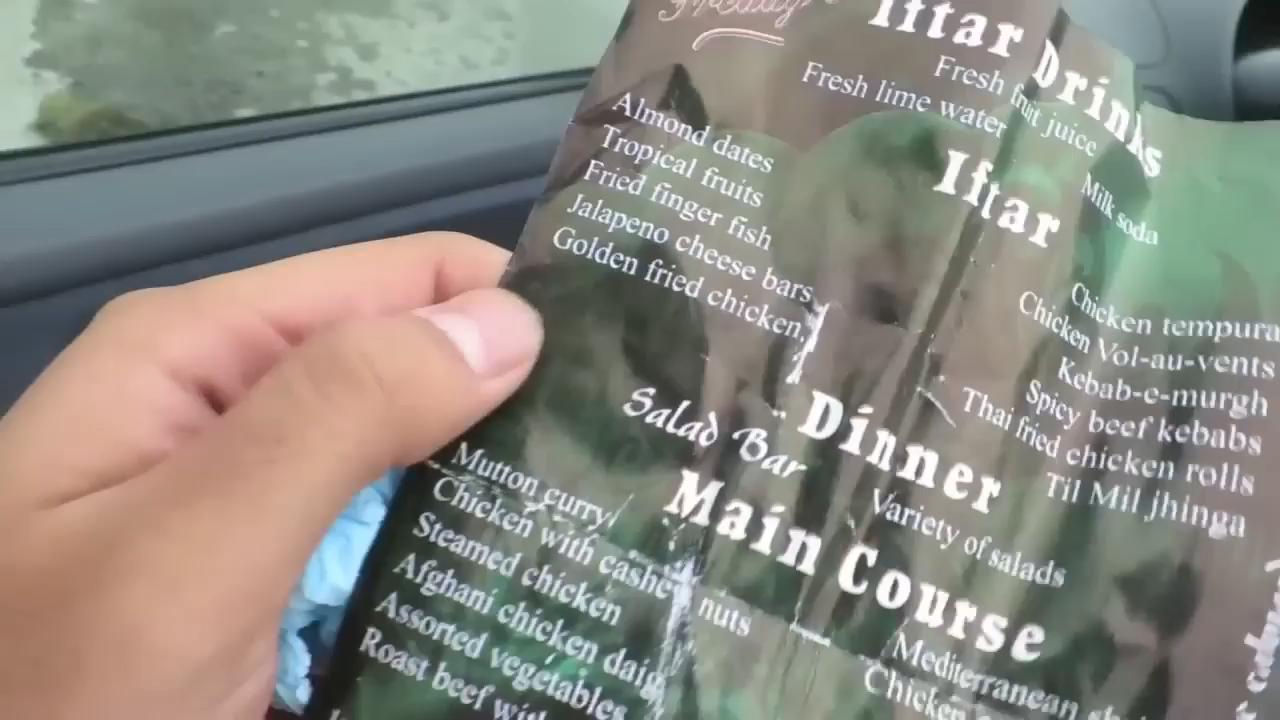 Iftar Drinks
Fresh fruit juice
Fresh lime water
Milk soda
Iftar
Almond dates
Tropical fruits
Fried finger fish
Jalapeno cheese bars
Golden fried chicken
Chicken tempura
Chicken Vol-au-vents
Kebab-e-murgh
Spicy beef kebabs
Thai fried chicken rolls
Til Mil jhinga
Dinner
Salad Bar
Variety of salads
Main Course
Mutton curry
Chicken with cashew nuts
Steamed chicken
Afghani chicken
Assorted vegetables
Roast beef with
Mediterranean
Chicken